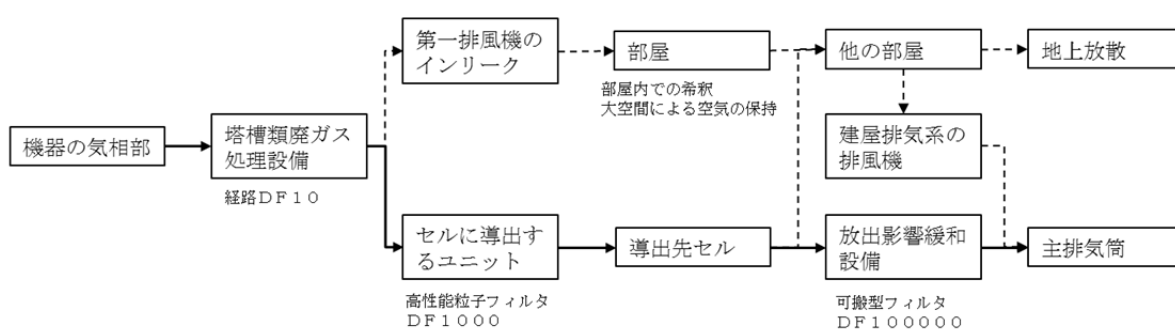 第一排風機の
インリーク
部屋
他の部屋
地上放散
部屋内での希釈
大空間による空気の保持
機器の気相部
塔槽類廃ガス
処理設備
経路ＤＦ１０
建屋排気系の
排風機
セルに導出す
るユニット
導出先セル
放出影響緩和
設備
主排気筒
高性能粒子フィルタ
ＤＦ１０００
可搬型フィルタ
ＤＦ１０００００